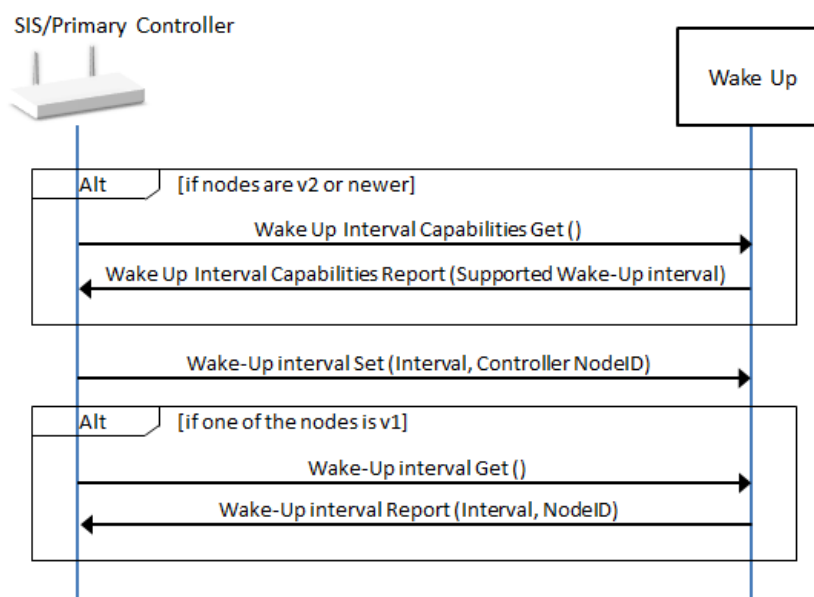 SIS/Primary Controller
Wake Up
Alt [if nodes are v2 or newer]
Wake Up Interval Capabilities Get ()
Wake Up Interval Capabilities Report (Supported Wake-Up interval)
Wake-Up interval Set (Interval, Controller NodeID)
Alt [if one of the nodes is v1]
Wake-Up interval Get ()
Wake-Up interval Report (Interval, NodeID)